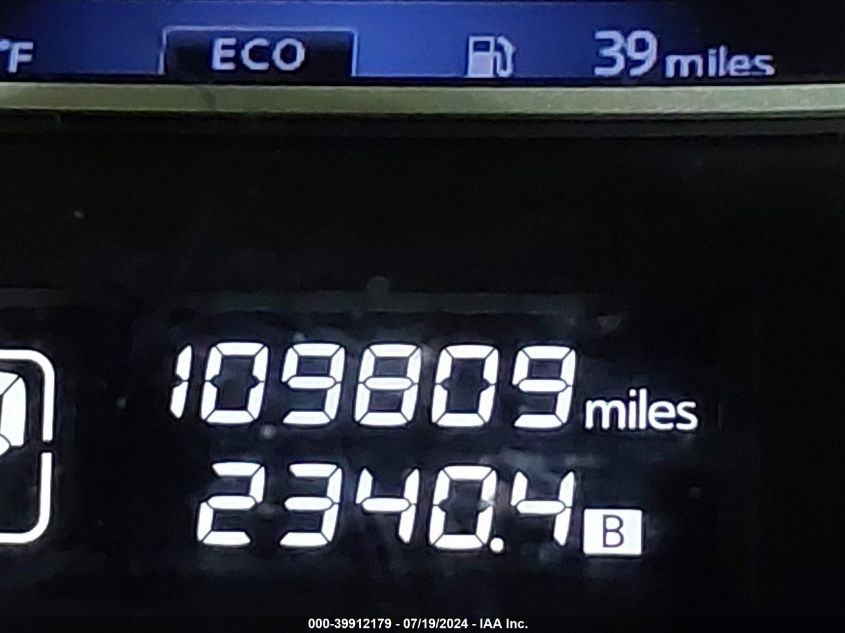 °F ECO 39 miles
109809 miles
2340.4 B
000-39912179 - 07/19/2024 - IAA Inc.